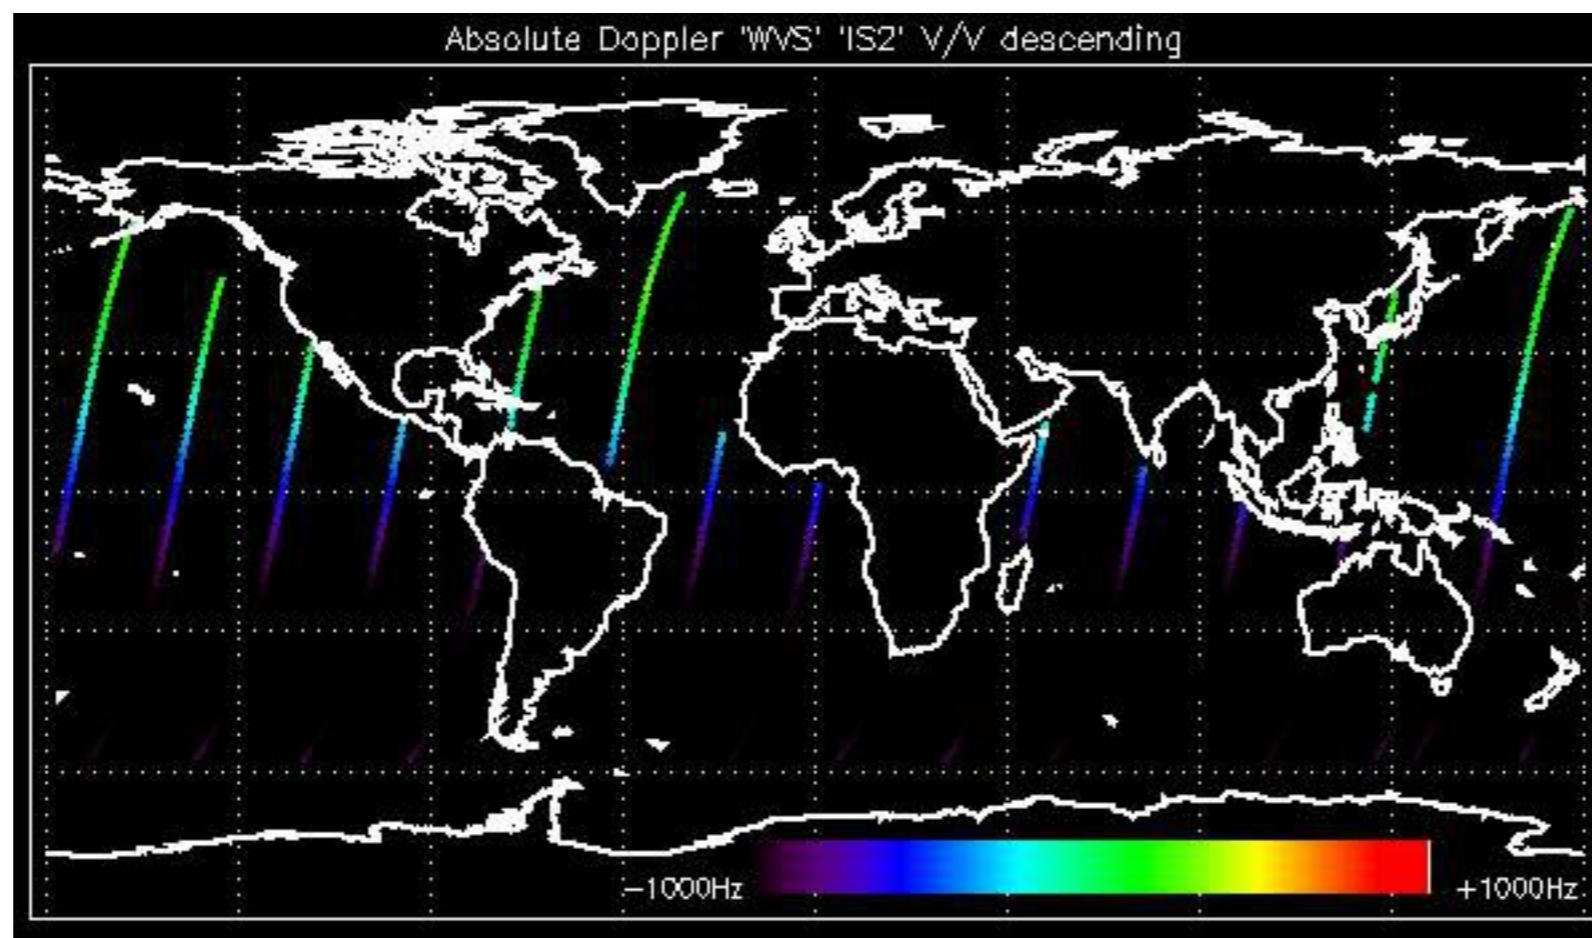 Absolute Doppler 'WVS' 'IS2' V/V descending
-1000Hz +1000Hz